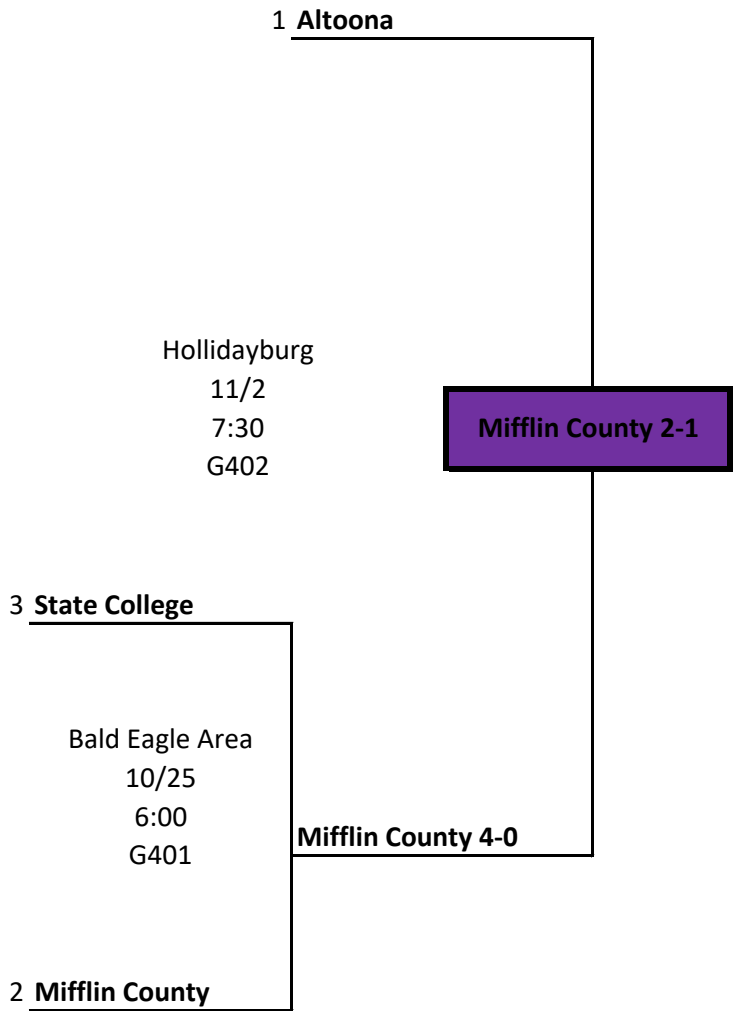 1 Altoona
Hollidayburg
11/2
7:30
G402
Mifflin County 2-1
3 State College
Bald Eagle Area
10/25
6:00
G401
Mifflin County 4-0
2 Mifflin County